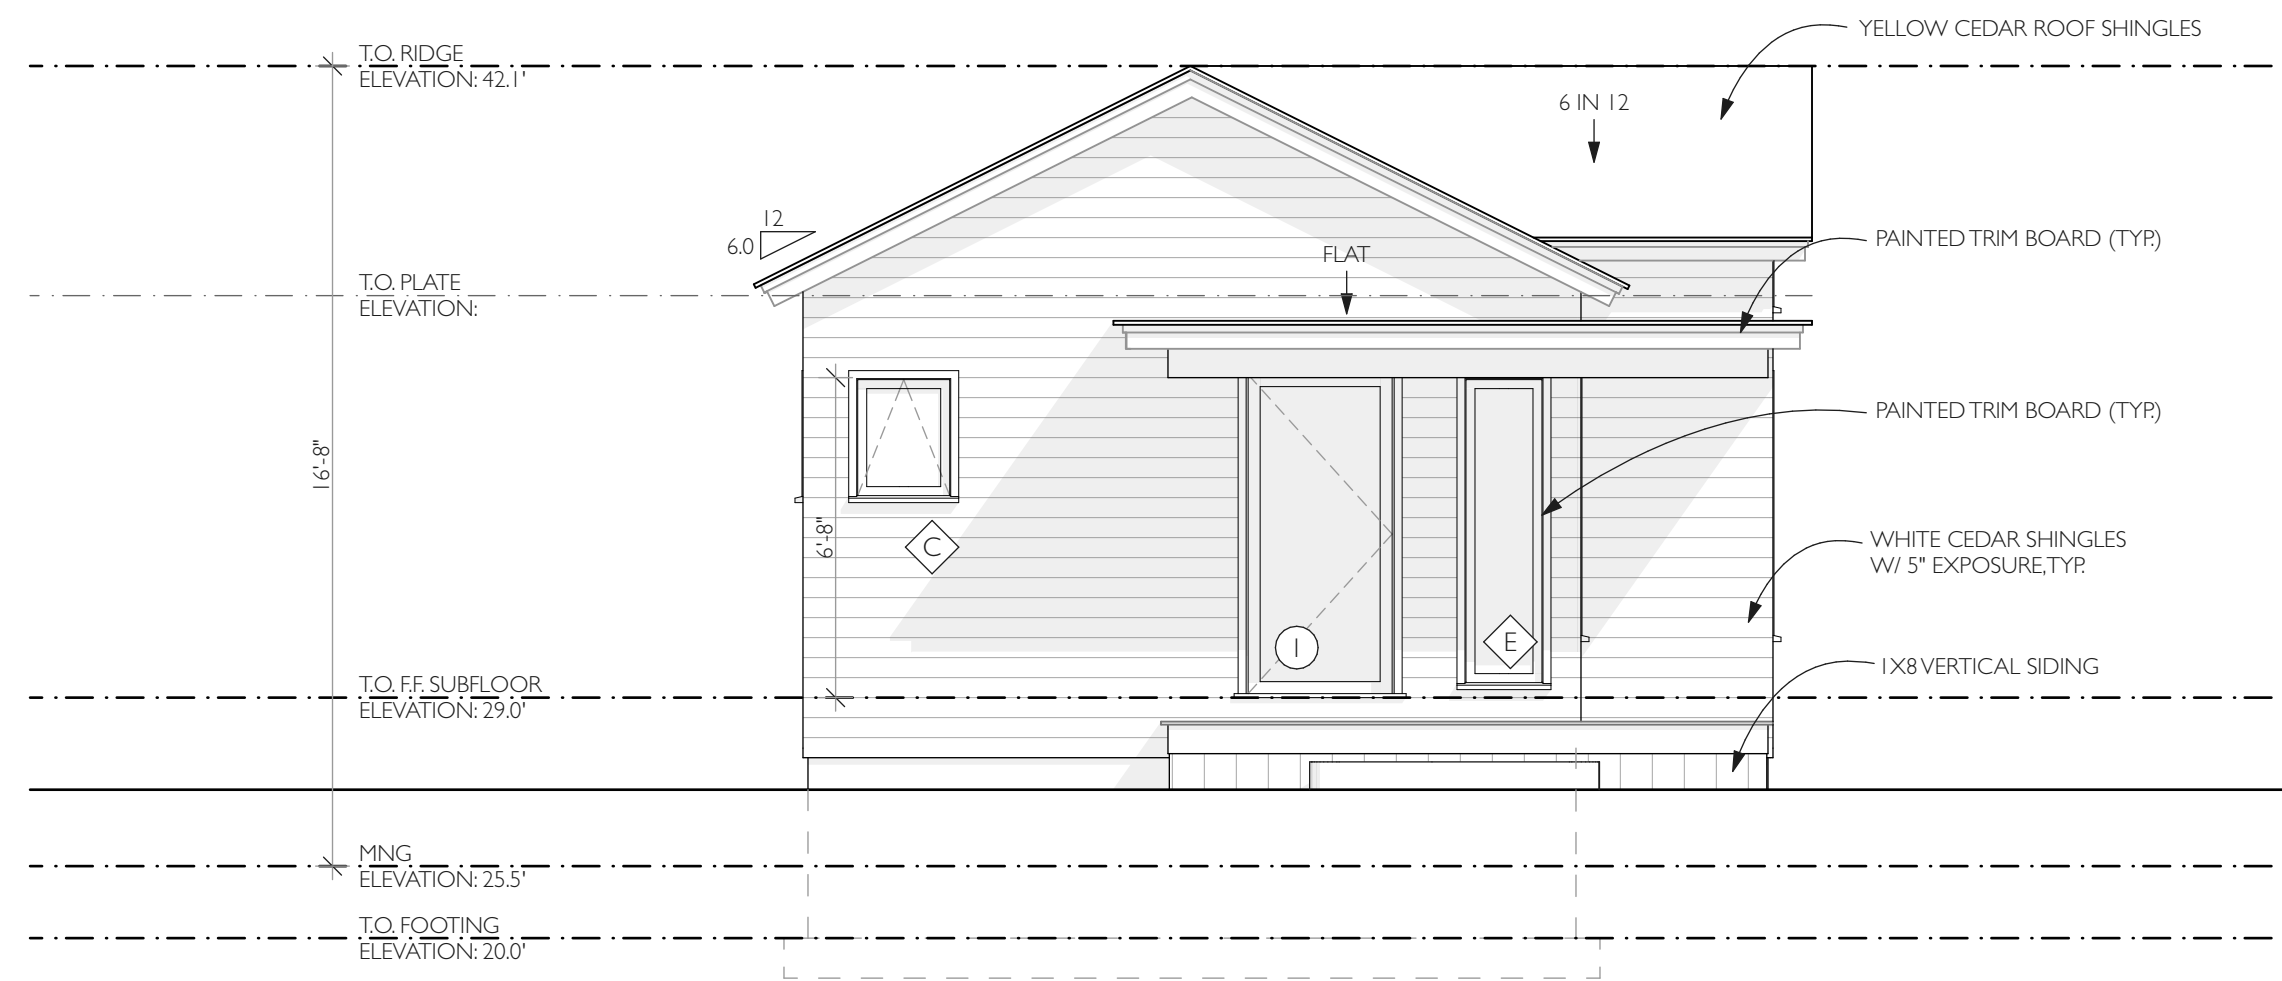 YELLOW CEDAR ROOF SHINGLES
T.O. RIDGE
ELEVATION: 42.1'
6 IN 12
12
6.0
PAINTED TRIM BOARD (TYP.)
FLAT
T.O. PLATE
ELEVATION:
PAINTED TRIM BOARD (TYP.)
16'-8"
6'-8"
C
WHITE CEDAR SHINGLES
W/ 5" EXPOSURE, TYP.
1
E
1X8 VERTICAL SIDING
T.O. F.F. SUBFLOOR
ELEVATION: 29.0'
MNG
ELEVATION: 25.5'
T.O. FOOTING
ELEVATION: 20.0'